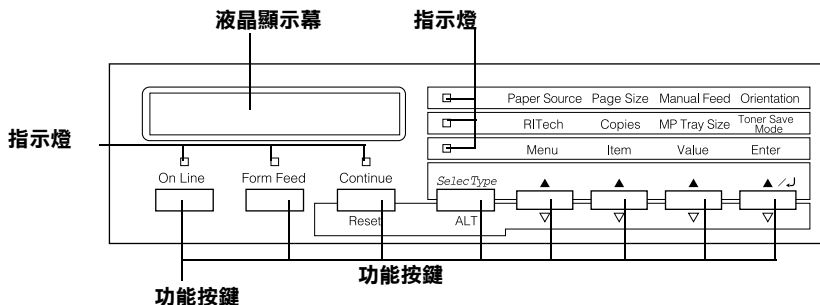 液晶顯示幕 指示燈
Paper Source Page Size Manual Feed Orientation
RITech Copies MP Tray Size Toner Save Mode
指示燈
Menu Item Value Enter
On Line Form Feed Continue SelecType
Reset ALT
功能按鍵
功能按鍵